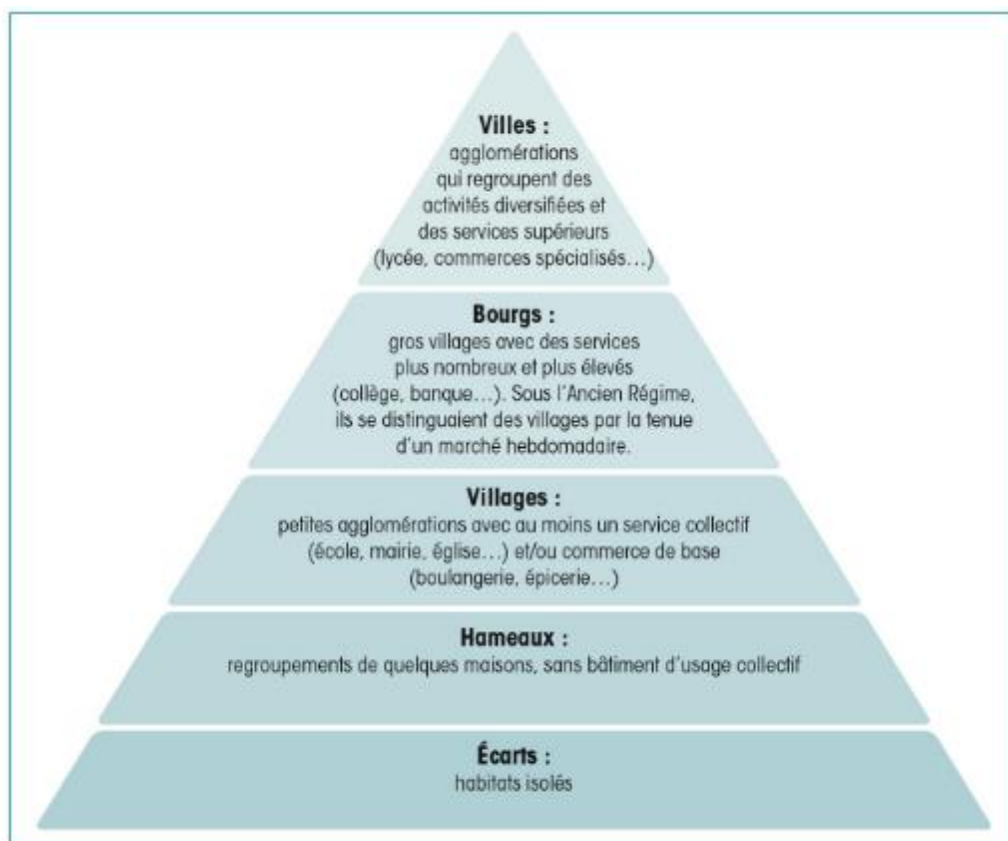 Villes :
agglomérations
qui regroupent des
activités diversifiées et
des services supérieurs
(lycée, commerces spécialisés…)
Bourgs :
gros villages avec des services
plus nombreux et plus élevés
(collège, banque…). Sous l’Ancien Régime,
ils se distinguaient des villages par la tenue
d’un marché hebdomadaire.
Villages :
petites agglomérations avec au moins un service collectif
(école, mairie, église…) et/ou commerce de base
(boulangerie, épicerie…)
Hameaux :
regroupements de quelques maisons, sans bâtiment d’usage collectif
Écarts :
habitats isolés